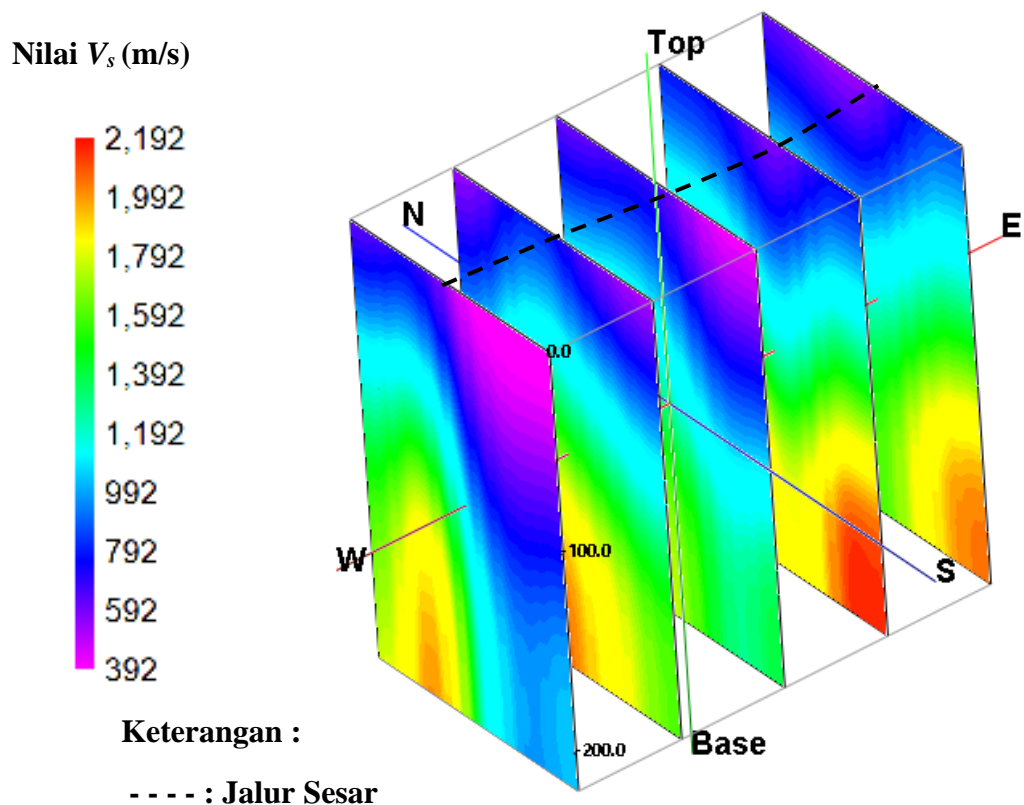 Nilai Vs (m/s)
2,192
1,992
1,792
1,592
1,392
1,192
992
792
592
392
Top
N
E
0.0
W
100.0
S
200.0
Base
Keterangan :
- - - - : Jalur Sesar